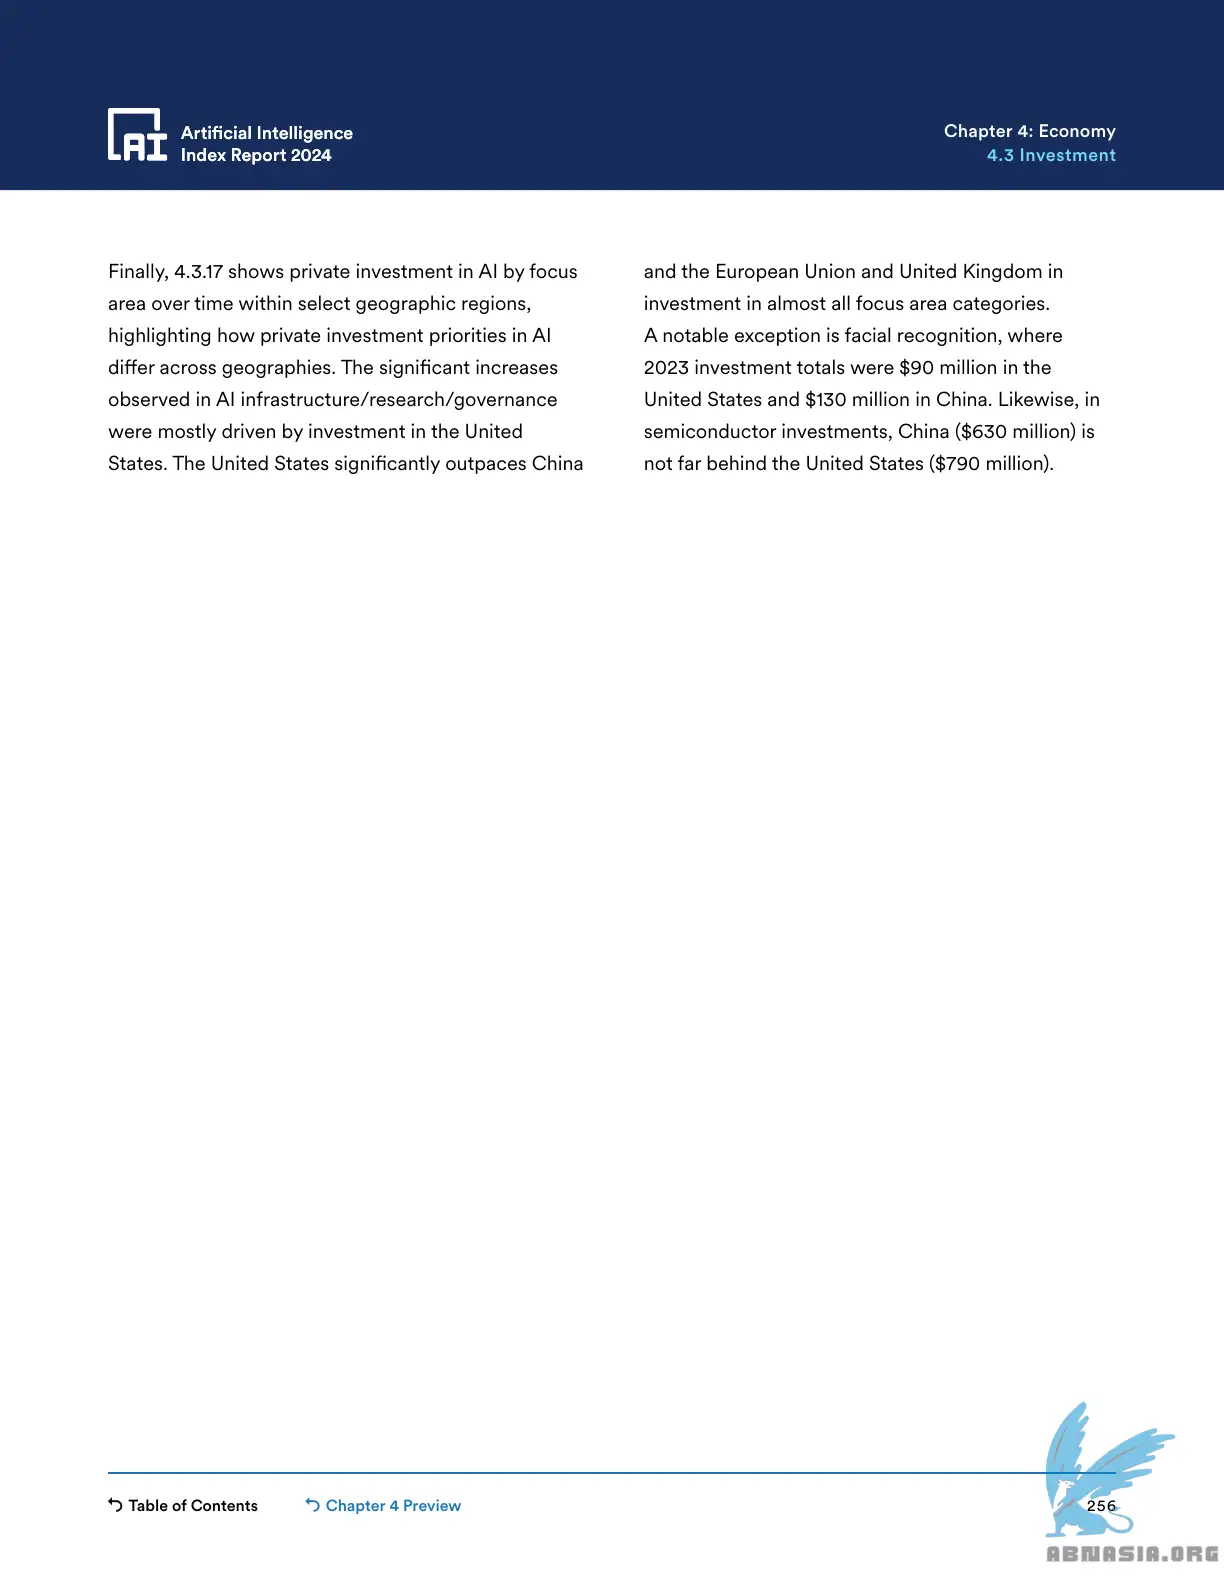 AI
Artificial Intelligence
Index Report 2024
Chapter 4: Economy
4.3 Investment
Finally, 4.3.17 shows private investment in AI by focus
area over time within select geographic regions,
highlighting how private investment priorities in AI
differ across geographies. The significant increases
observed in AI infrastructure/research/governance
were mostly driven by investment in the United
States. The United States significantly outpaces China
and the European Union and United Kingdom in
investment in almost all focus area categories.
A notable exception is facial recognition, where
2023 investment totals were $90 million in the
United States and $130 million in China. Likewise, in
semiconductor investments, China ($630 million) is
not far behind the United States ($790 million).
Table of Contents
Chapter 4 Preview
256
ABNASIA.ORG